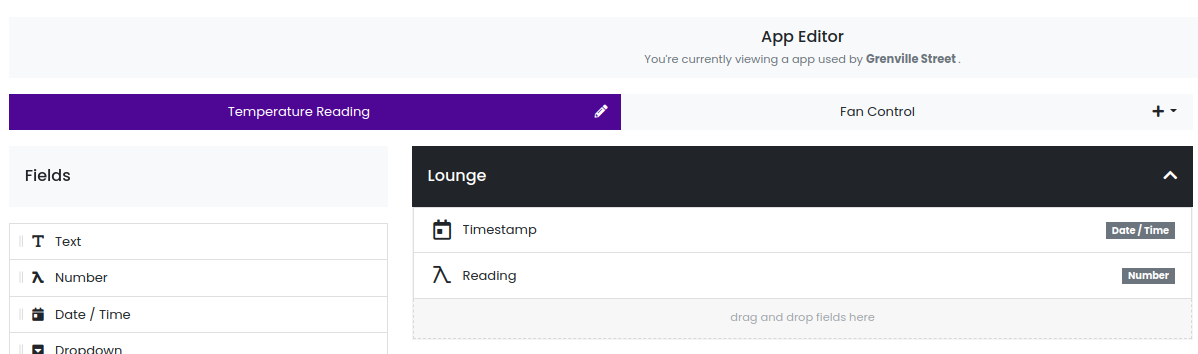 App Editor
You're currently viewing a app used by Grenville Street .
Temperature Reading
Fan Control
Fields
Text
Number
Date / Time
Dropdown
Lounge
Timestamp
Date / Time
Reading
Number
drag and drop fields here